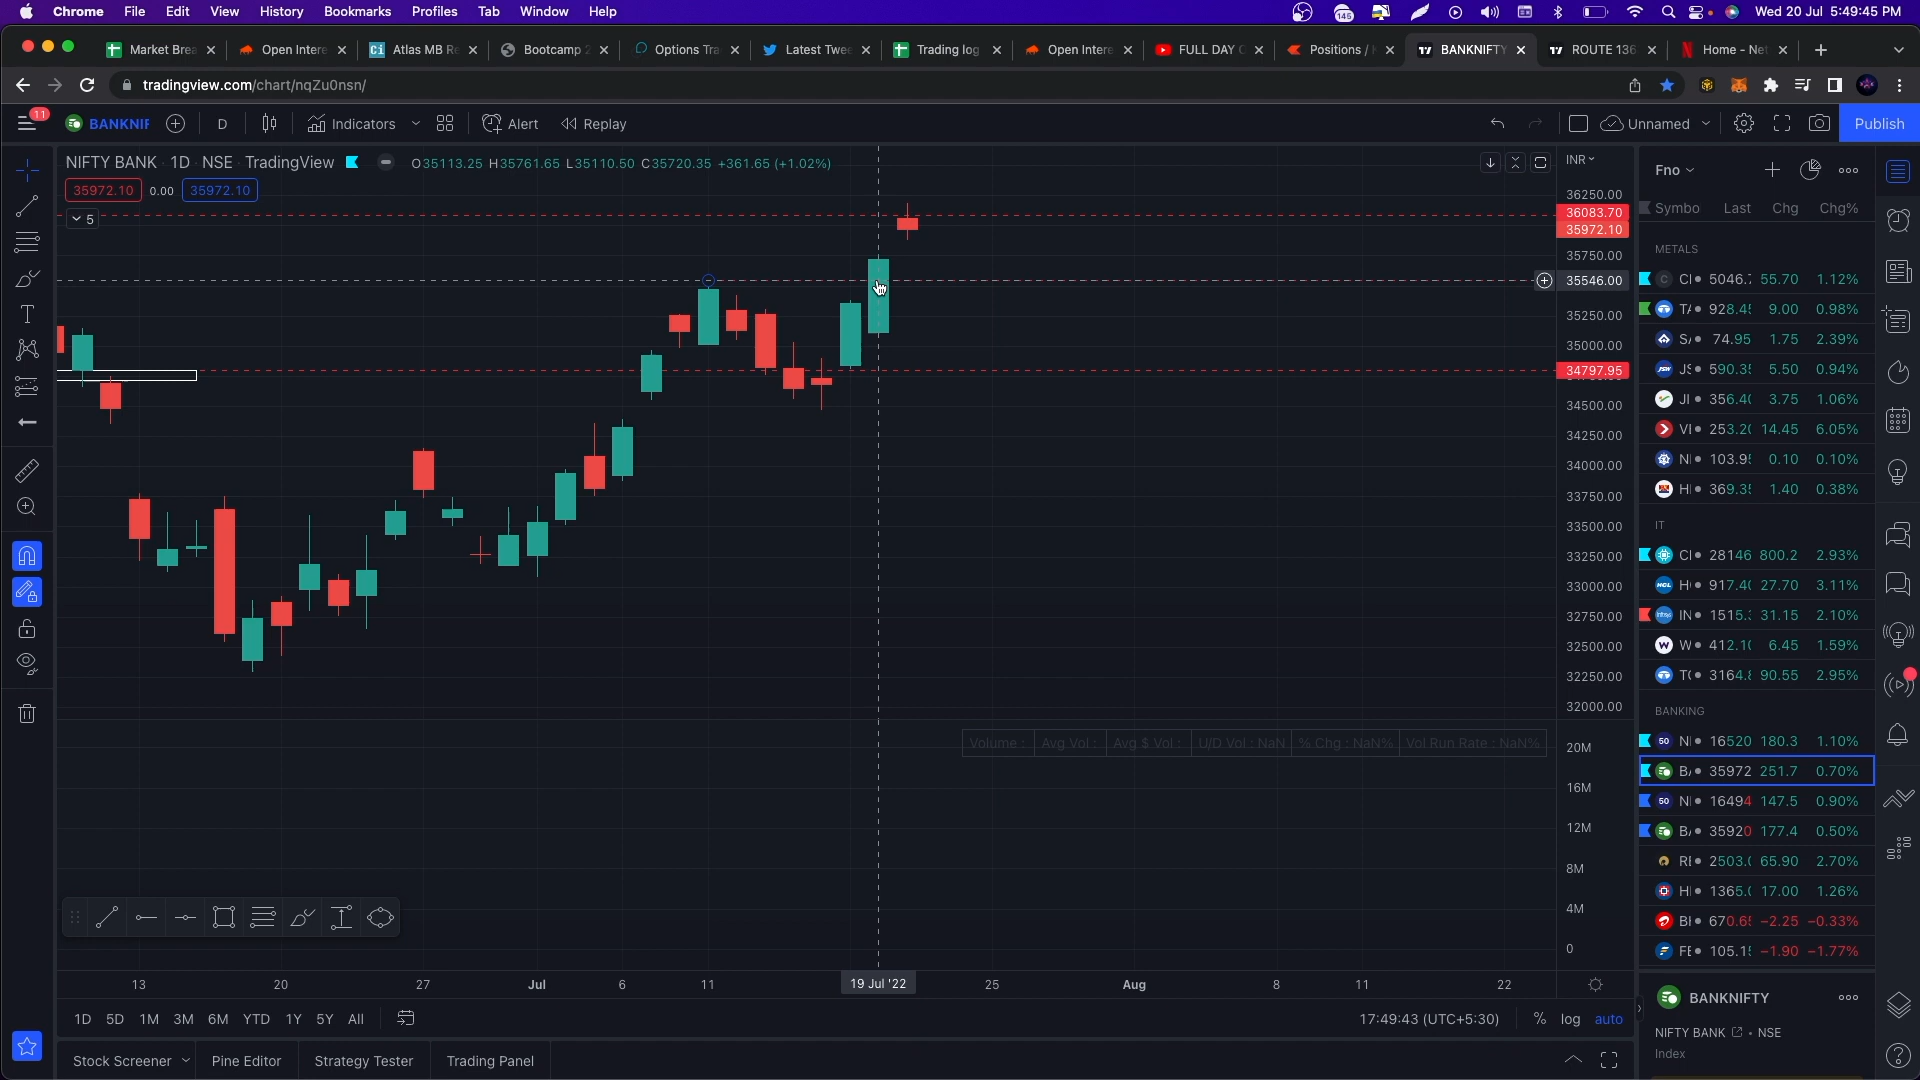 Chrome File Edit View History Bookmarks Profiles Tab Window Help 145 Wed 20 Jul 5:49:45 PM
Market Brea Open Intere Atlas MB Re Bootcamp 2 Options Tra Latest Twee Trading log Open Intere FULL DAY Positions / BANKNIFTY ROUTE 136 Home - Net
tradingview.com/chart/nqZu0nsn/
11 BANKNIF D Indicators Alert Replay Unnamed Publish
NIFTY BANK · 1D · NSE · TradingView O35113.25 H35761.65 L35110.50 C35720.35 +361.65 (+1.02%)
35972.10 0.00 35972.10
5
INR
36250.00
36083.70
35972.10
35750.00
35546.00
35250.00
35000.00
34797.95
34500.00
34250.00
34000.00
33750.00
33500.00
33250.00
33000.00
32750.00
32500.00
32250.00
32000.00
Volume : Avg Vol : Avg $ Vol : U/D Vol : NaN % Chg : NaN% Vol Run Rate : NaN%
20M
16M
12M
8M
4M
0
13 20 27 Jul 6 11 19 Jul '22 25 Aug 8 11 22
1D 5D 1M 3M 6M YTD 1Y 5Y All 17:49:43 (UTC+5:30) % log auto
Stock Screener Pine Editor Strategy Tester Trading Panel
Fno
Symbo Last Chg Chg%
METALS
5046. 55.70 1.12%
928.4 9.00 0.98%
74.95 1.75 2.39%
590.3 5.50 0.94%
356.4 3.75 1.06%
253.2 14.45 6.05%
103.9 0.10 0.10%
369.3 1.40 0.38%
IT
28146 800.2 2.93%
917.4 27.70 3.11%
1515. 31.15 2.10%
412.1 6.45 1.59%
3164. 90.55 2.95%
BANKING
16520 180.3 1.10%
35972 251.7 0.70%
16494 147.5 0.90%
35920 177.4 0.50%
2503. 65.90 2.70%
1365. 17.00 1.26%
670.6 −2.25 −0.33%
105.1 −1.90 −1.77%
BANKNIFTY
NIFTY BANK · NSE
Index